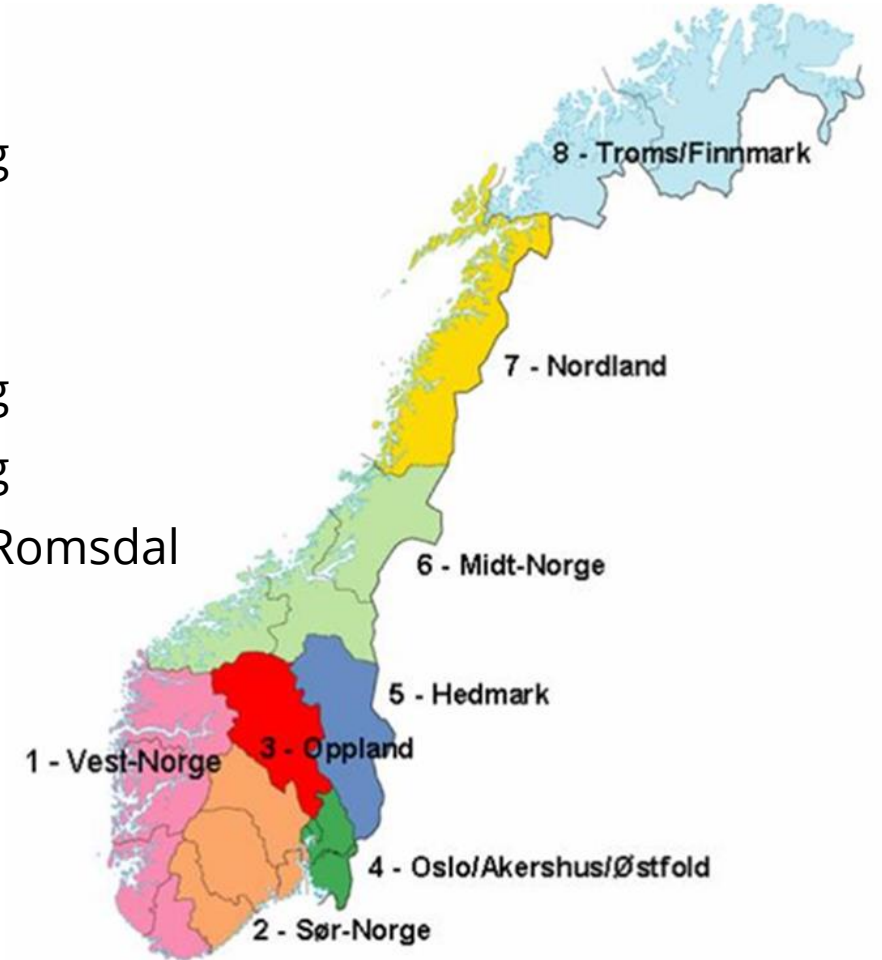 g
g
g
Romsdal
8 - Troms/Finnmark
7 - Nordland
6 - Midt-Norge
5 - Hedmark
3 - Oppland
1 - Vest-Norge
4 - Oslo/Akershus/Østfold
2 - Sør-Norge